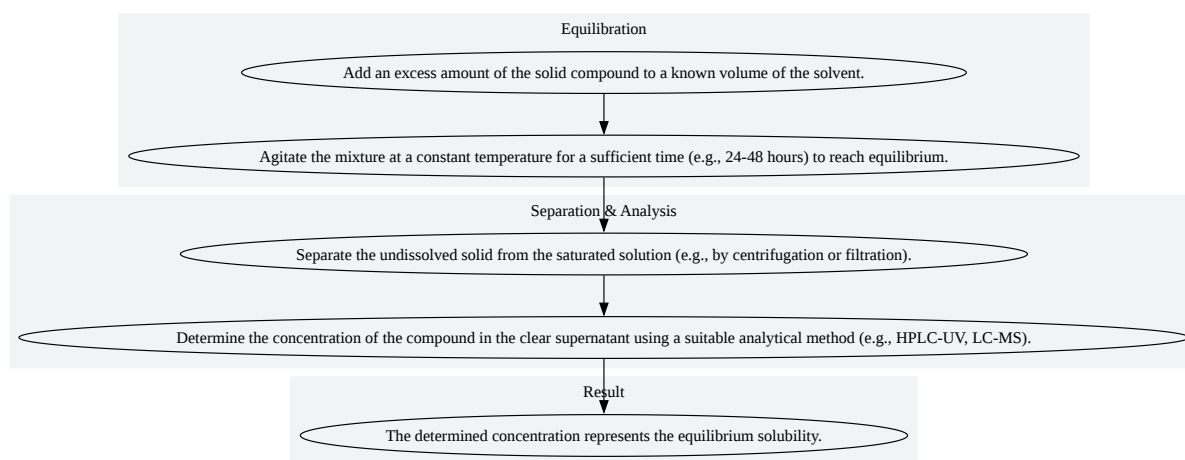 Equilibration
Add an excess amount of the solid compound to a known volume of the solvent.
Agitate the mixture at a constant temperature for a sufficient time (e.g., 24-48 hours) to reach equilibrium.
Separation & Analysis
Separate the undissolved solid from the saturated solution (e.g., by centrifugation or filtration).
Determine the concentration of the compound in the clear supernatant using a suitable analytical method (e.g., HPLC-UV, LC-MS).
Result
The determined concentration represents the equilibrium solubility.